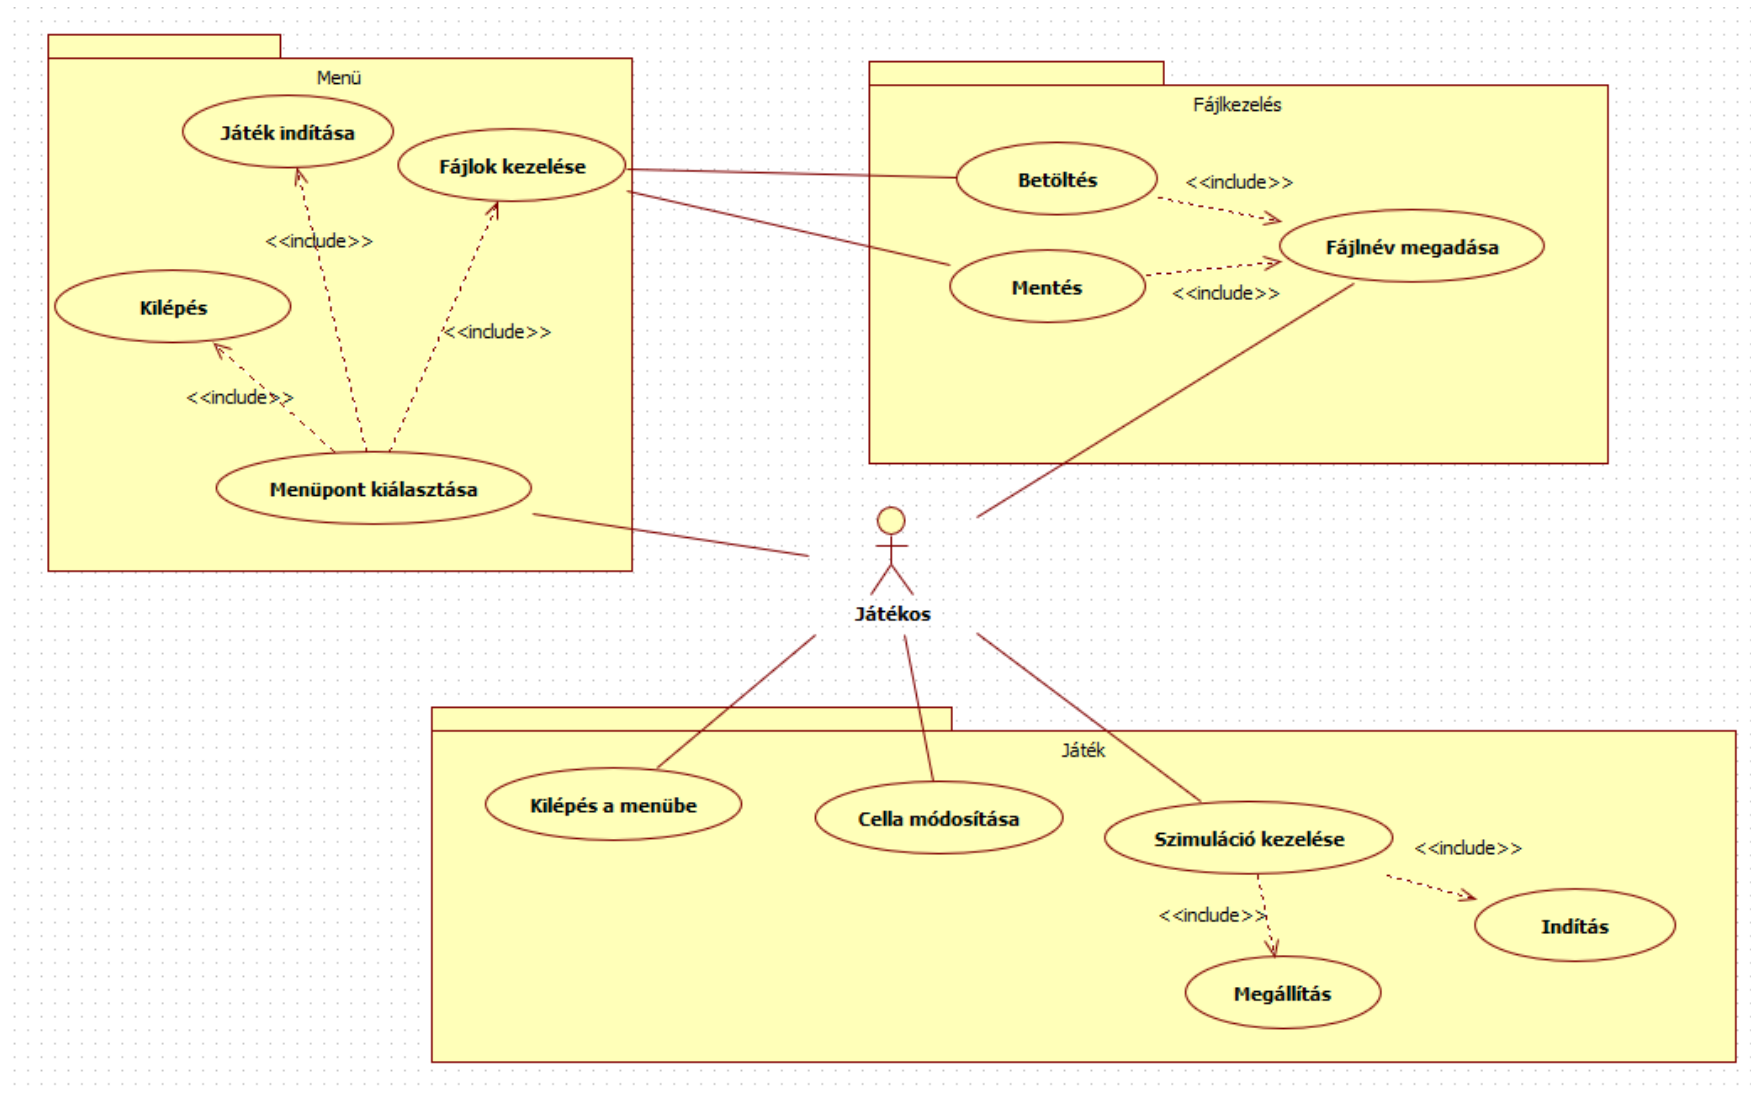 Menü
Játék indítása
Fájlok kezelése
<<include>>
Kilépés
<<include>>
<<include>>
Menüpont kiálasztása
Fájlkezelés
Betöltés
<<include>>
Fájlnév megadása
Mentés
<<include>>
Játékos
Játék
Kilépés a menübe
Cella módosítása
Szimuláció kezelése
<<include>>
<<include>>
Indítás
Megállítás